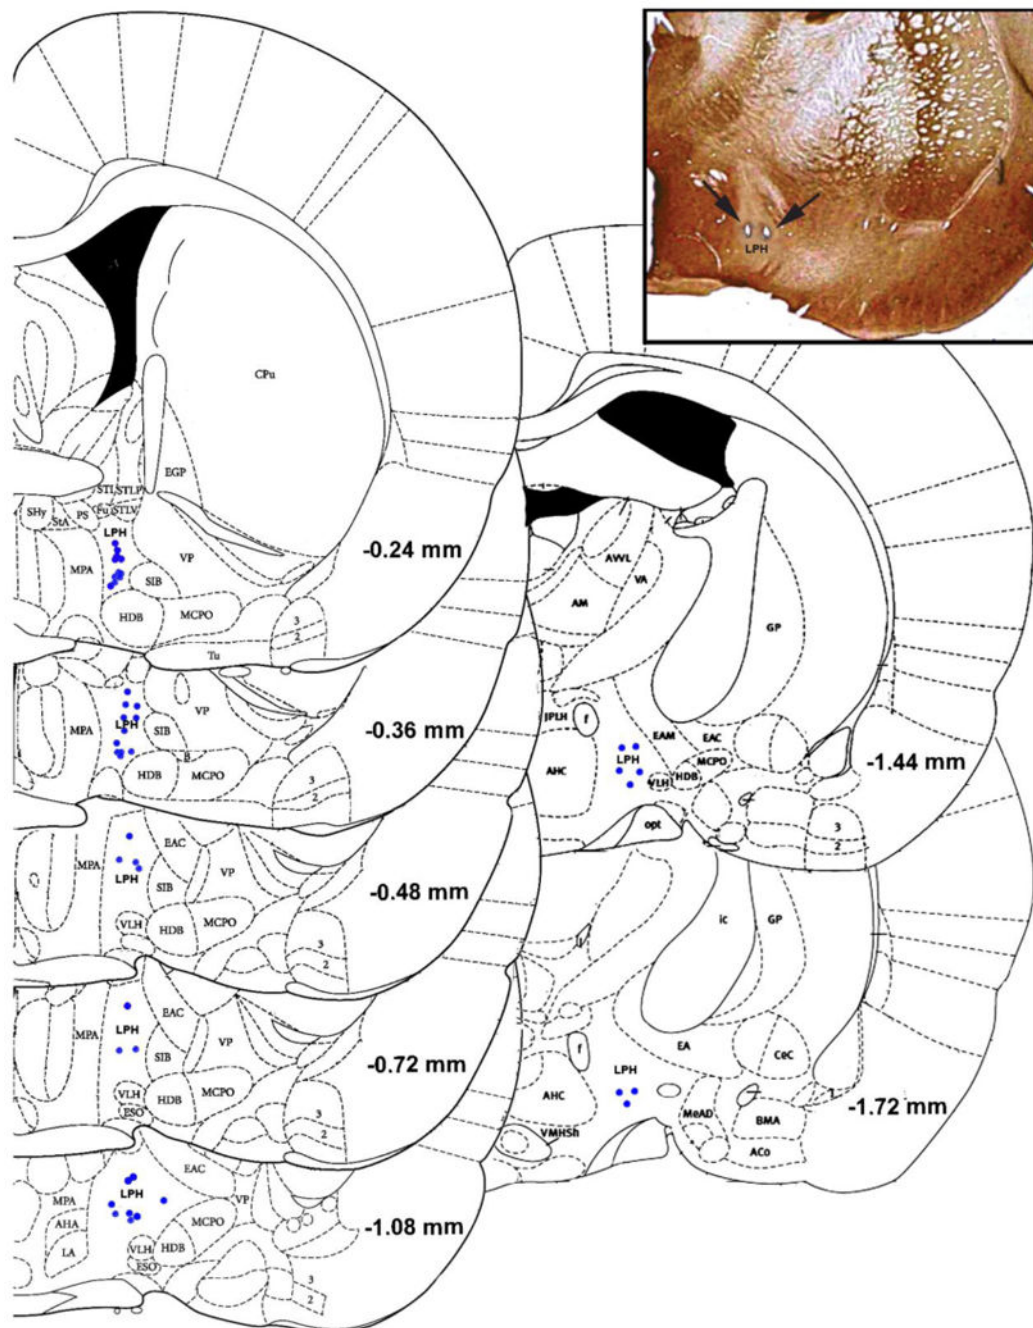 LPH
CPu
EGP
STL STLP
SHy StA PS Fu STLV
LPH
MPA VP
SIB
HDB MCPO
3
2
Tu
-0.24 mm
VP
MPA LPH SIB
B
HDB MCPO
3
2
-0.36 mm
EAC
MPA VP
LPH SIB
VLH HDB MCPO
3
2
-0.48 mm
EAC
MPA LPH
SIB VP
VLH HDB MCPO
ESO
3
2
-0.72 mm
EAC
LPH
MPA VP
AHA MCPO
LA VLH HDB
ESO
3
2
-1.08 mm
AVVL
VA
AM
GP
JPLH f
EAM EAC
LPH MCPO
AHC VLH HDB
opt
3
2
-1.44 mm
ic GP
f EA CeC
LPH
AHC
MeAD BMA
VMHSh
ACo
-1.72 mm